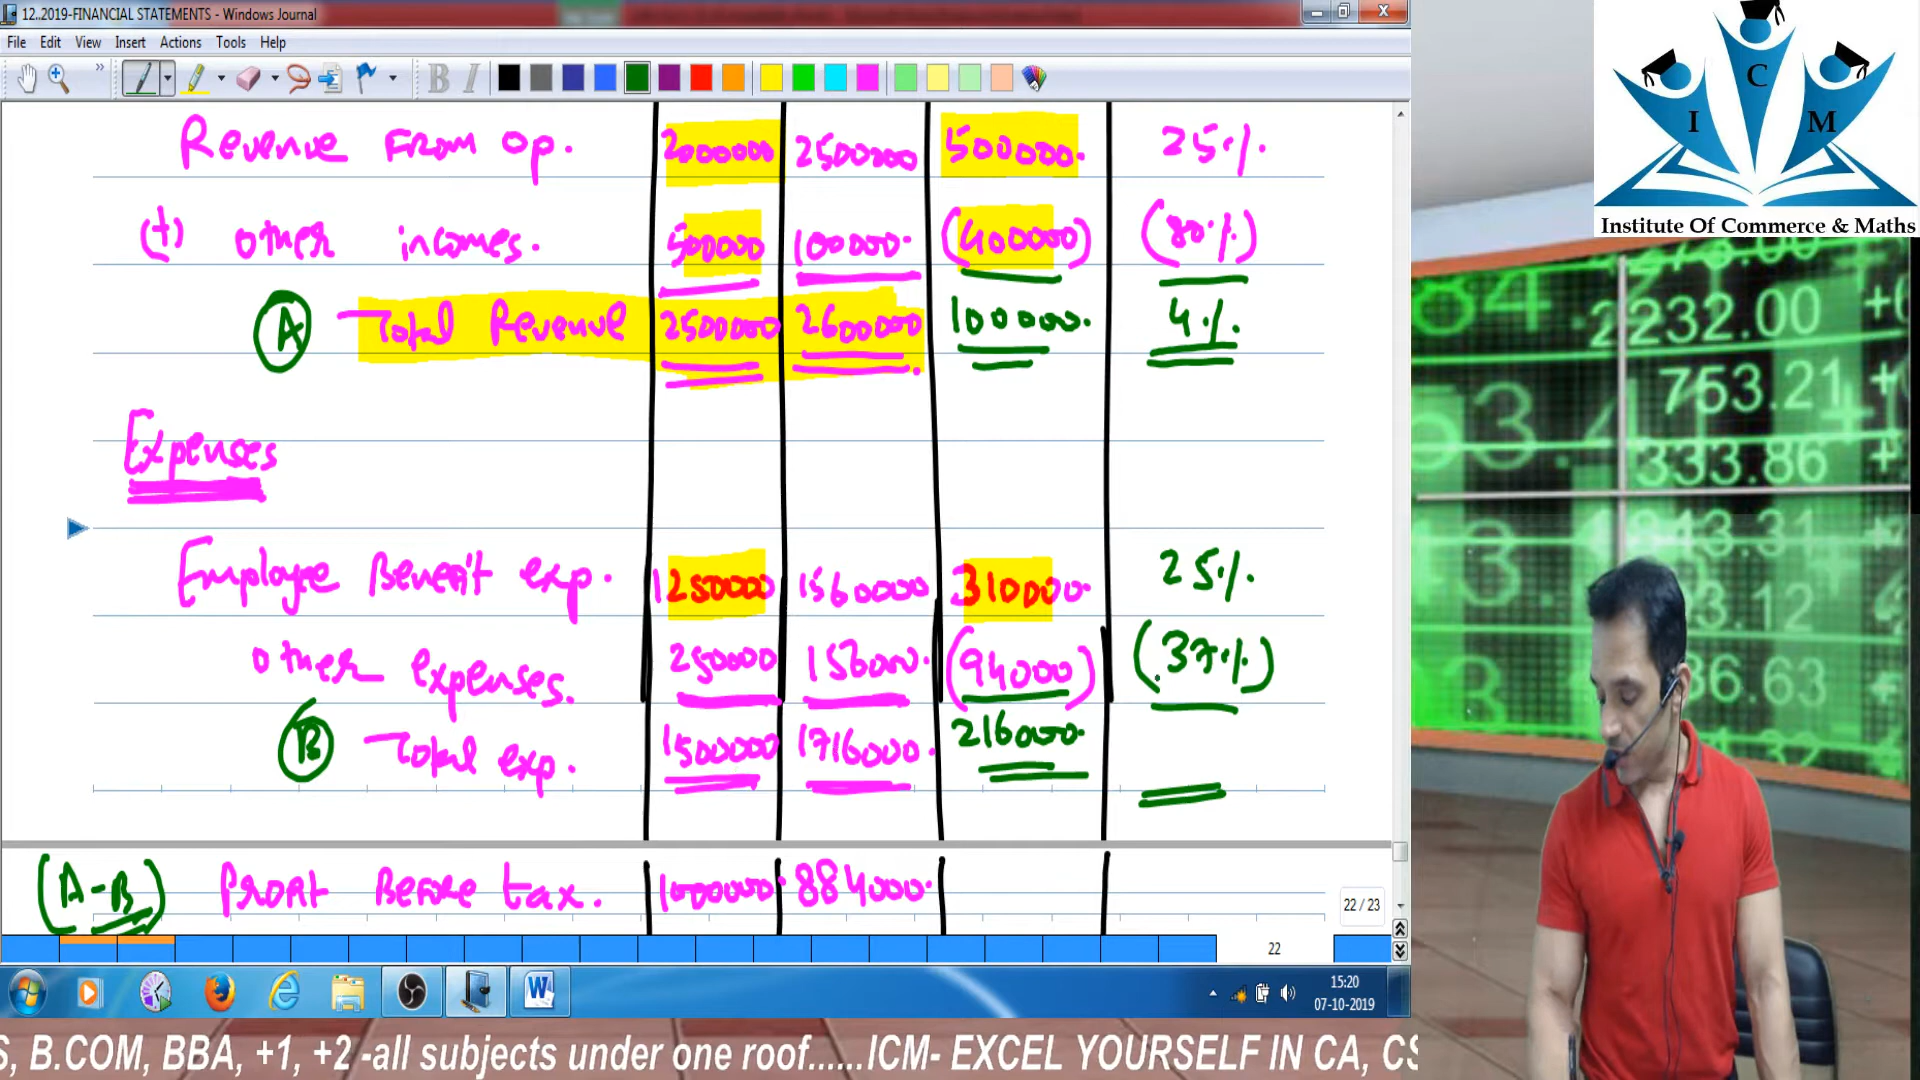 12..2019-FINANCIAL STATEMENTS - Windows Journal
File Edit View Insert Actions Tools Help
B I
Revenue From op. 2000000 2500000 500000. 25%.
(+) other incomes. 500000 100000. (400000) (80%)
A Total Revenue 2500000 2600000. 100000. 4%.
Expenses
Employee Benefit exp. 1250000 1560000 310000. 25%.
other expenses. 250000 156000. (94000) (37%)
B Total exp. 1500000 1716000. 216000.
(A-B) Profit Before tax. 1000000. 884000.
22 / 23
22
15:20
07-10-2019
I C M
Institute Of Commerce & Maths
2232.00
753.21
333.86
S, B.COM, BBA, +1, +2 -all subjects under one roof......ICM- EXCEL YOURSELF IN CA, CS